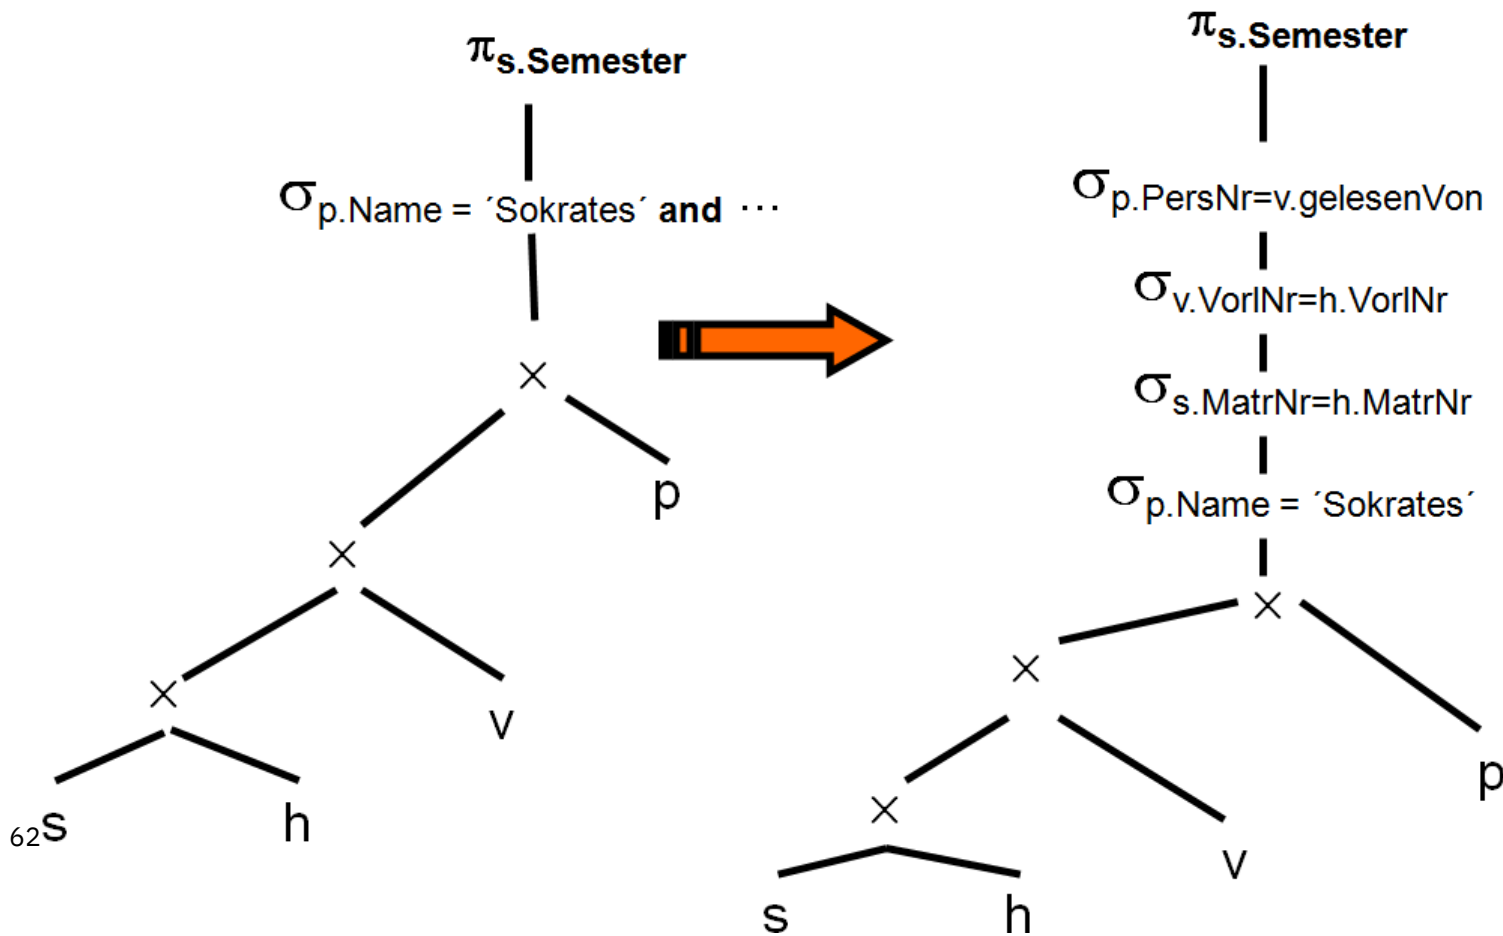 πs.Semester
σp.Name = ´Sokrates´ and ···
×
p
×
v
×
s
h
62
πs.Semester
σp.PersNr=v.gelesenVon
σv.VorlNr=h.VorlNr
σs.MatrNr=h.MatrNr
σp.Name = ´Sokrates´
×
p
×
v
×
s
h